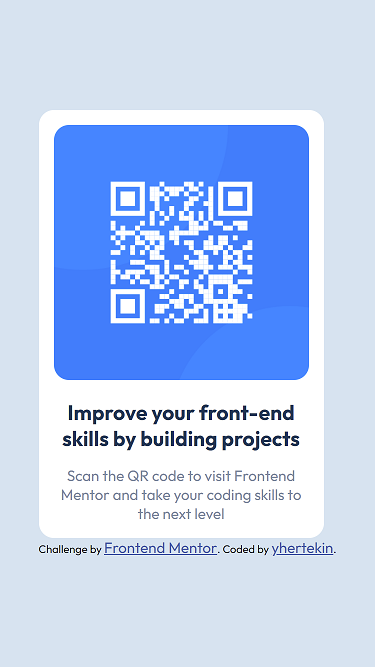 Improve your front-end
skills by building projects
Scan the QR code to visit Frontend
Mentor and take your coding skills to
the next level
Challenge by Frontend Mentor. Coded by yhertekin.